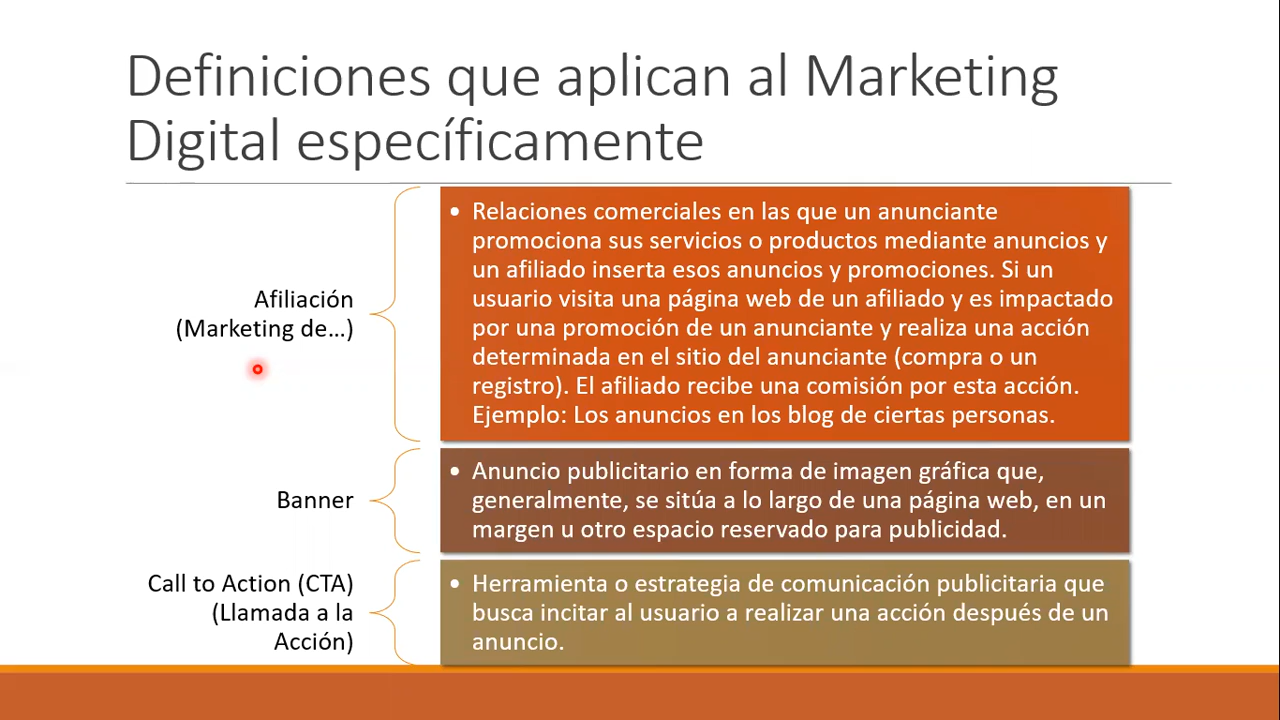 Definiciones que aplican al Marketing
Digital específicamente
Afiliación
(Marketing de...)
• Relaciones comerciales en las que un anunciante
promociona sus servicios o productos mediante anuncios y
un afiliado inserta esos anuncios y promociones. Si un
usuario visita una página web de un afiliado y es impactado
por una promoción de un anunciante y realiza una acción
determinada en el sitio del anunciante (compra o un
registro). El afiliado recibe una comisión por esta acción.
Ejemplo: Los anuncios en los blog de ciertas personas.
Banner
• Anuncio publicitario en forma de imagen gráfica que,
generalmente, se sitúa a lo largo de una página web, en un
margen u otro espacio reservado para publicidad.
Call to Action (CTA)
(Llamada a la
Acción)
• Herramienta o estrategia de comunicación publicitaria que
busca incitar al usuario a realizar una acción después de un
anuncio.